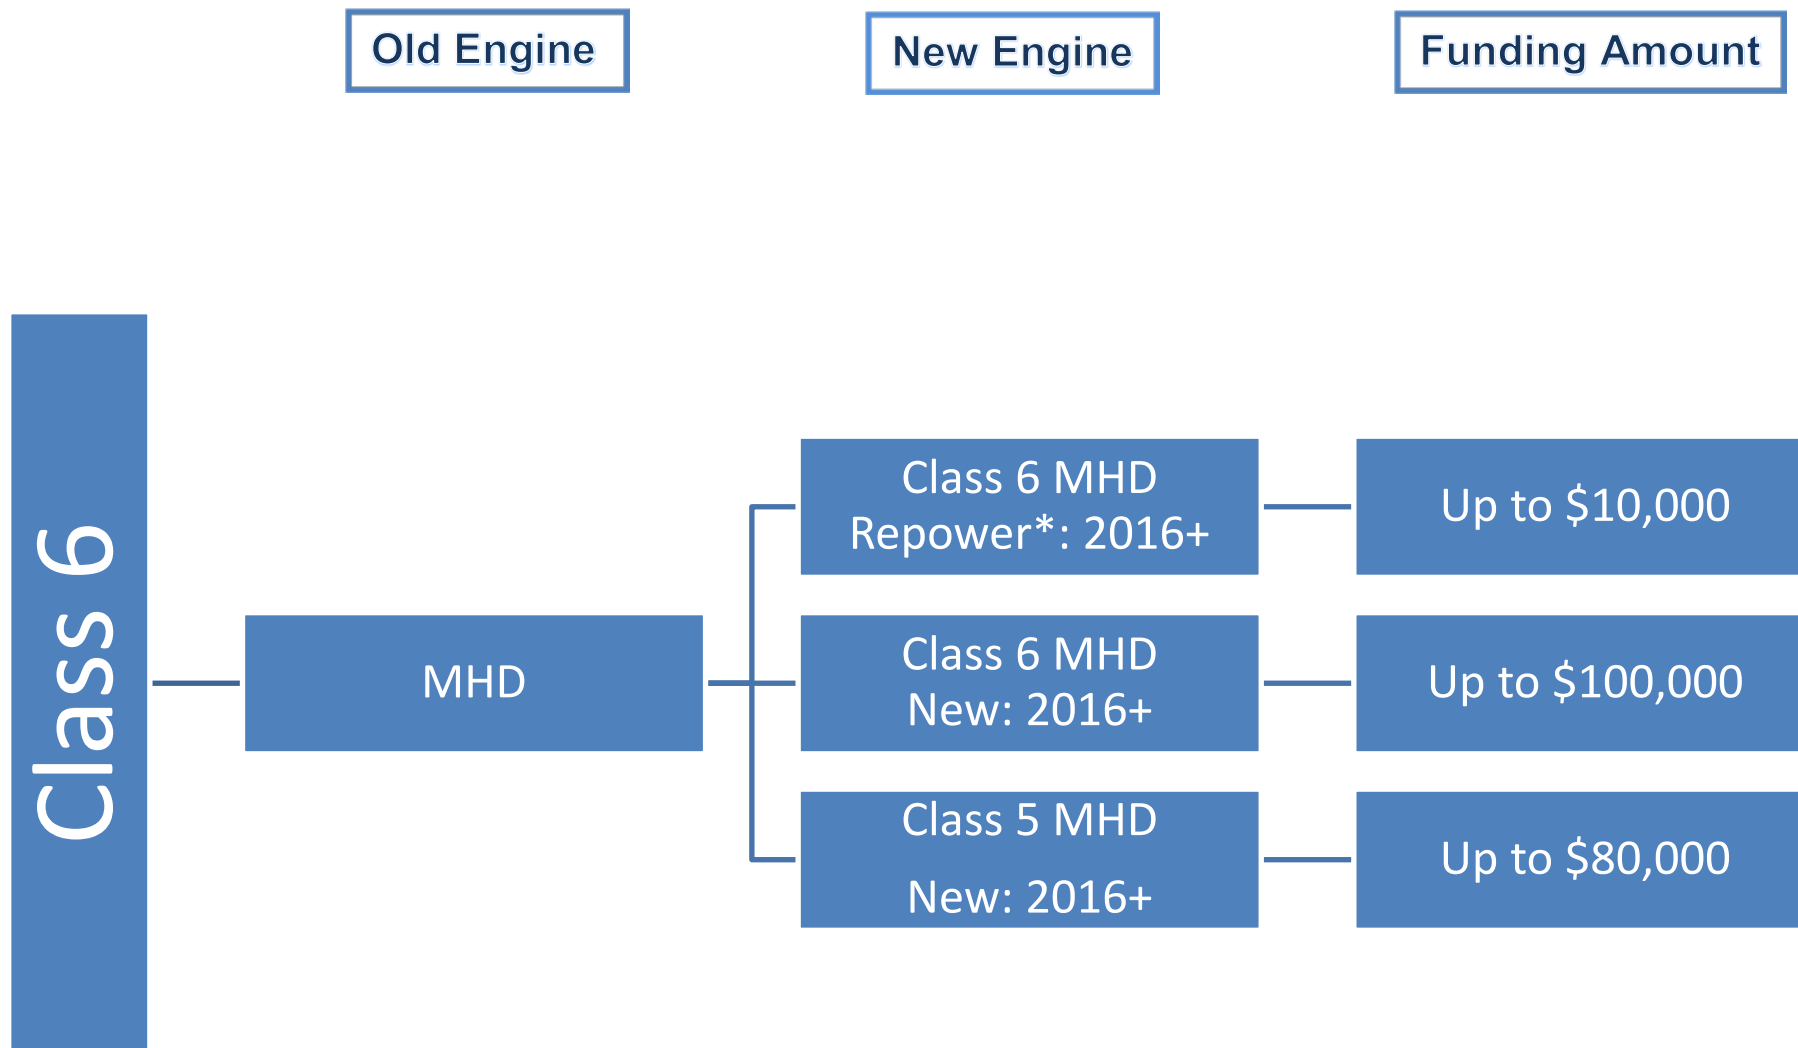 Old Engine
New Engine
Funding Amount
Class 6
MHD
Class 6 MHD
Repower*: 2016+
Up to $10,000
Class 6 MHD
New: 2016+
Up to $100,000
Class 5 MHD
New: 2016+
Up to $80,000